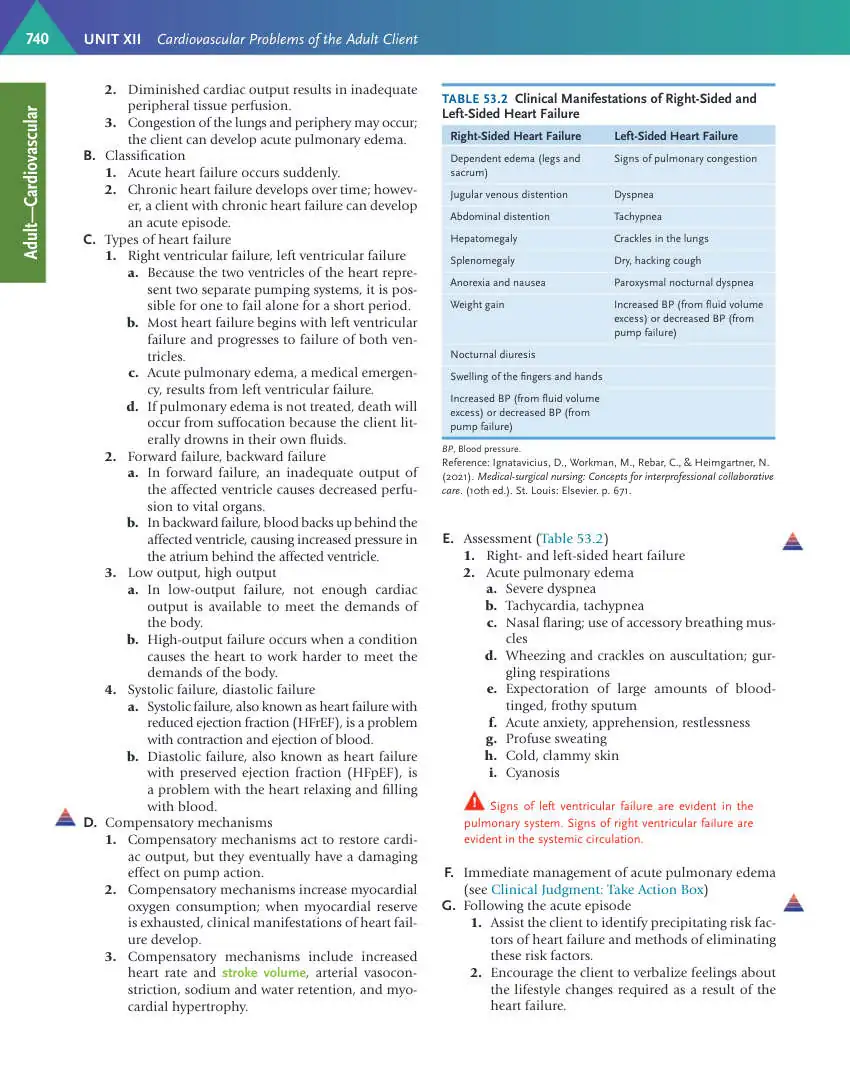 740 UNIT XII Cardiovascular Problems of the Adult Client
Adult—Cardiovascular
2. Diminished cardiac output results in inadequate
peripheral tissue perfusion.
3. Congestion of the lungs and periphery may occur;
the client can develop acute pulmonary edema.
B. Classification
1. Acute heart failure occurs suddenly.
2. Chronic heart failure develops over time; howev-
er, a client with chronic heart failure can develop
an acute episode.
C. Types of heart failure
1. Right ventricular failure, left ventricular failure
a. Because the two ventricles of the heart repre-
sent two separate pumping systems, it is pos-
sible for one to fail alone for a short period.
b. Most heart failure begins with left ventricular
failure and progresses to failure of both ven-
tricles.
c. Acute pulmonary edema, a medical emergen-
cy, results from left ventricular failure.
d. If pulmonary edema is not treated, death will
occur from suffocation because the client lit-
erally drowns in their own fluids.
2. Forward failure, backward failure
a. In forward failure, an inadequate output of
the affected ventricle causes decreased perfu-
sion to vital organs.
b. In backward failure, blood backs up behind the
affected ventricle, causing increased pressure in
the atrium behind the affected ventricle.
3. Low output, high output
a. In low-output failure, not enough cardiac
output is available to meet the demands of
the body.
b. High-output failure occurs when a condition
causes the heart to work harder to meet the
demands of the body.
4. Systolic failure, diastolic failure
a. Systolic failure, also known as heart failure with
reduced ejection fraction (HFrEF), is a problem
with contraction and ejection of blood.
b. Diastolic failure, also known as heart failure
with preserved ejection fraction (HFpEF), is
a problem with the heart relaxing and filling
with blood.
D. Compensatory mechanisms
1. Compensatory mechanisms act to restore cardi-
ac output, but they eventually have a damaging
effect on pump action.
2. Compensatory mechanisms increase myocardial
oxygen consumption; when myocardial reserve
is exhausted, clinical manifestations of heart fail-
ure develop.
3. Compensatory mechanisms include increased
heart rate and stroke volume, arterial vasocon-
striction, sodium and water retention, and myo-
cardial hypertrophy.
TABLE 53.2 Clinical Manifestations of Right-Sided and
Left-Sided Heart Failure
Right-Sided Heart Failure Left-Sided Heart Failure
Dependent edema (legs and Signs of pulmonary congestion
sacrum)
Jugular venous distention Dyspnea
Abdominal distention Tachypnea
Hepatomegaly Crackles in the lungs
Splenomegaly Dry, hacking cough
Anorexia and nausea Paroxysmal nocturnal dyspnea
Weight gain Increased BP (from fluid volume
excess) or decreased BP (from
pump failure)
Nocturnal diuresis
Swelling of the fingers and hands
Increased BP (from fluid volume
excess) or decreased BP (from
pump failure)
BP, Blood pressure.
Reference: Ignatavicius, D., Workman, M., Rebar, C., & Heimgartner, N.
(2021). Medical-surgical nursing: Concepts for interprofessional collaborative
care. (10th ed.). St. Louis: Elsevier. p. 671.
E. Assessment (Table 53.2)
1. Right- and left-sided heart failure
2. Acute pulmonary edema
a. Severe dyspnea
b. Tachycardia, tachypnea
c. Nasal flaring; use of accessory breathing mus-
cles
d. Wheezing and crackles on auscultation; gur-
gling respirations
e. Expectoration of large amounts of blood-
tinged, frothy sputum
f. Acute anxiety, apprehension, restlessness
g. Profuse sweating
h. Cold, clammy skin
i. Cyanosis
Signs of left ventricular failure are evident in the
pulmonary system. Signs of right ventricular failure are
evident in the systemic circulation.
F. Immediate management of acute pulmonary edema
(see Clinical Judgment: Take Action Box)
G. Following the acute episode
1. Assist the client to identify precipitating risk fac-
tors of heart failure and methods of eliminating
these risk factors.
2. Encourage the client to verbalize feelings about
the lifestyle changes required as a result of the
heart failure.